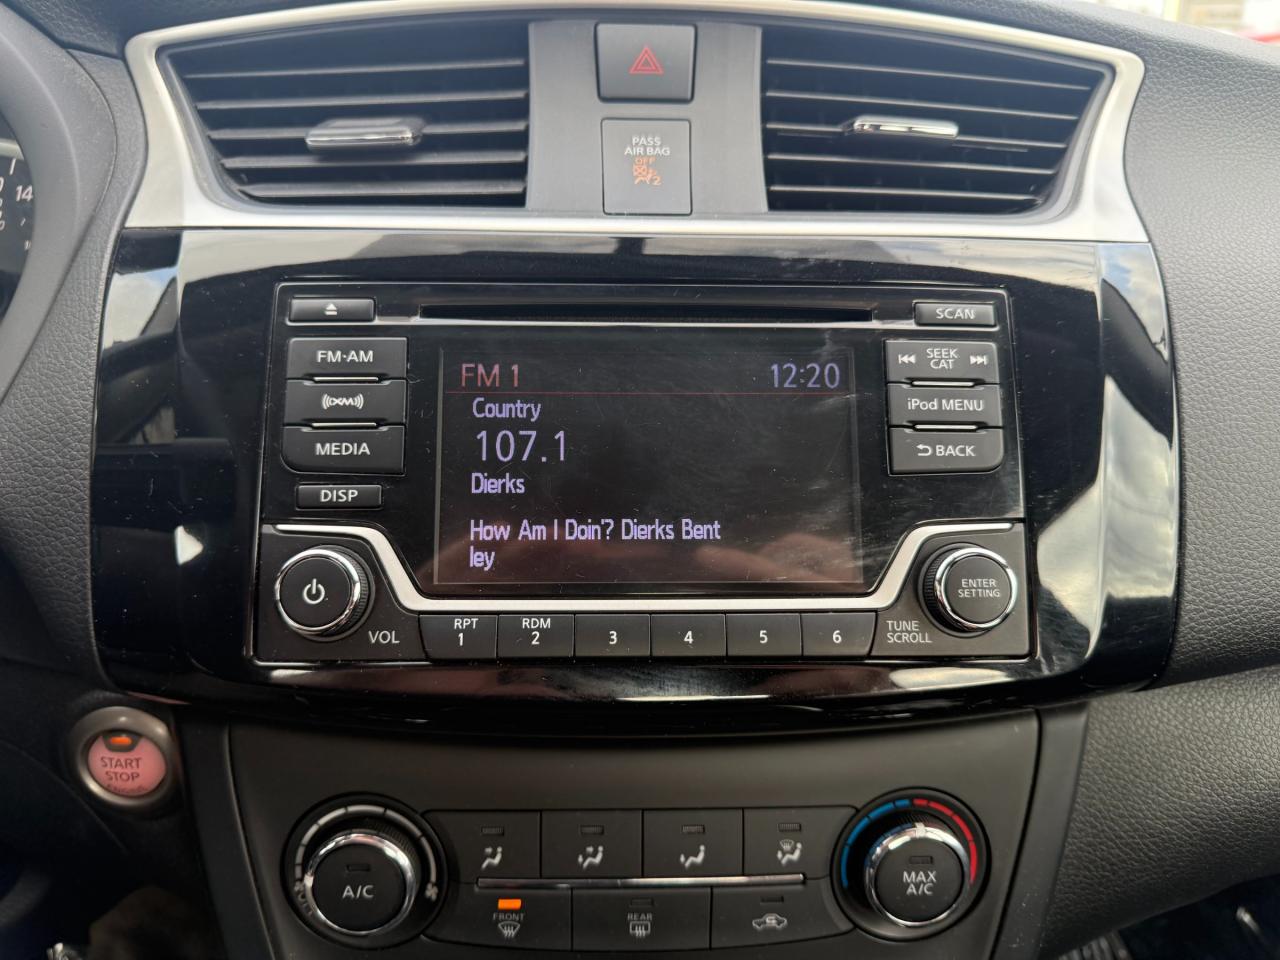 PASS
AIR BAG
OFF
2
14
SCAN
FM·AM
SEEK
CAT
((XM))
iPod MENU
MEDIA
BACK
DISP
FM 1 12:20
Country
107.1
Dierks
How Am I Doin'? Dierks Bent
ley
VOL
RPT
1
RDM
2
3
4
5
6
TUNE
SCROLL
ENTER
SETTING
START
STOP
A/C
MAX
A/C
FRONT
REAR